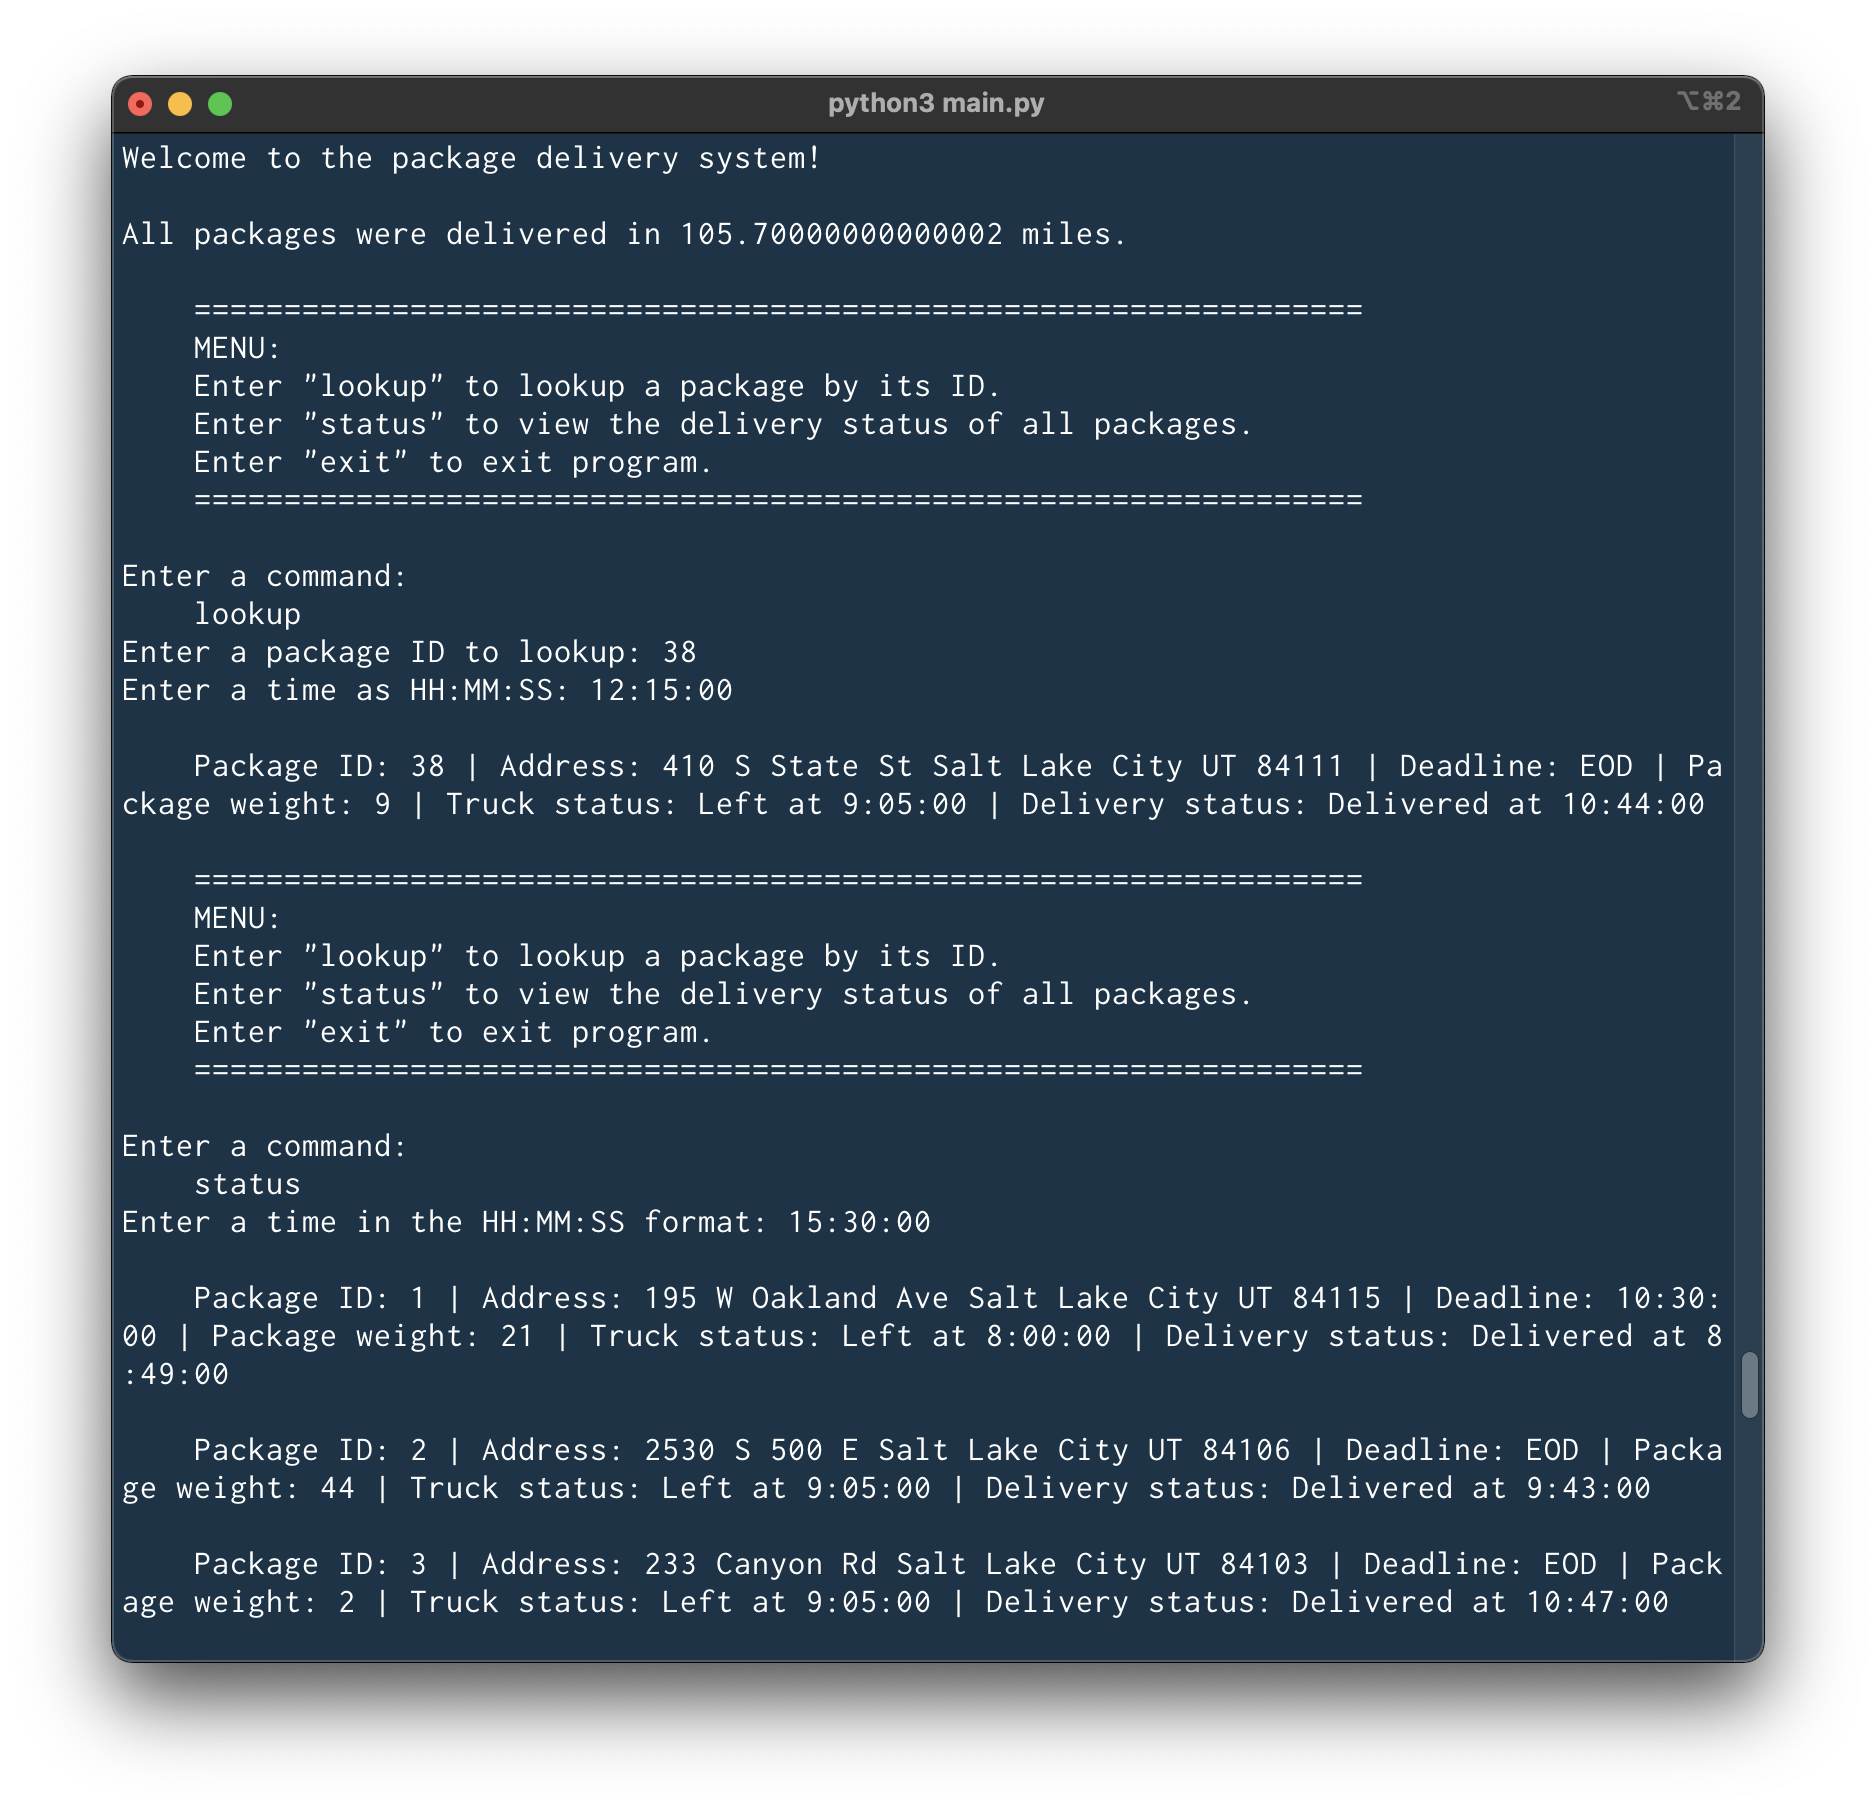 python3 main.py
⌥⌘2
Welcome to the package delivery system!
All packages were delivered in 105.70000000000002 miles.
=================================================================
MENU:
Enter "lookup" to lookup a package by its ID.
Enter "status" to view the delivery status of all packages.
Enter "exit" to exit program.
=================================================================
Enter a command:
lookup
Enter a package ID to lookup: 38
Enter a time as HH:MM:SS: 12:15:00
Package ID: 38 | Address: 410 S State St Salt Lake City UT 84111 | Deadline: EOD | Pa
ckage weight: 9 | Truck status: Left at 9:05:00 | Delivery status: Delivered at 10:44:00
=================================================================
MENU:
Enter "lookup" to lookup a package by its ID.
Enter "status" to view the delivery status of all packages.
Enter "exit" to exit program.
=================================================================
Enter a command:
status
Enter a time in the HH:MM:SS format: 15:30:00
Package ID: 1 | Address: 195 W Oakland Ave Salt Lake City UT 84115 | Deadline: 10:30:
00 | Package weight: 21 | Truck status: Left at 8:00:00 | Delivery status: Delivered at 8
:49:00
Package ID: 2 | Address: 2530 S 500 E Salt Lake City UT 84106 | Deadline: EOD | Packa
ge weight: 44 | Truck status: Left at 9:05:00 | Delivery status: Delivered at 9:43:00
Package ID: 3 | Address: 233 Canyon Rd Salt Lake City UT 84103 | Deadline: EOD | Pack
age weight: 2 | Truck status: Left at 9:05:00 | Delivery status: Delivered at 10:47:00